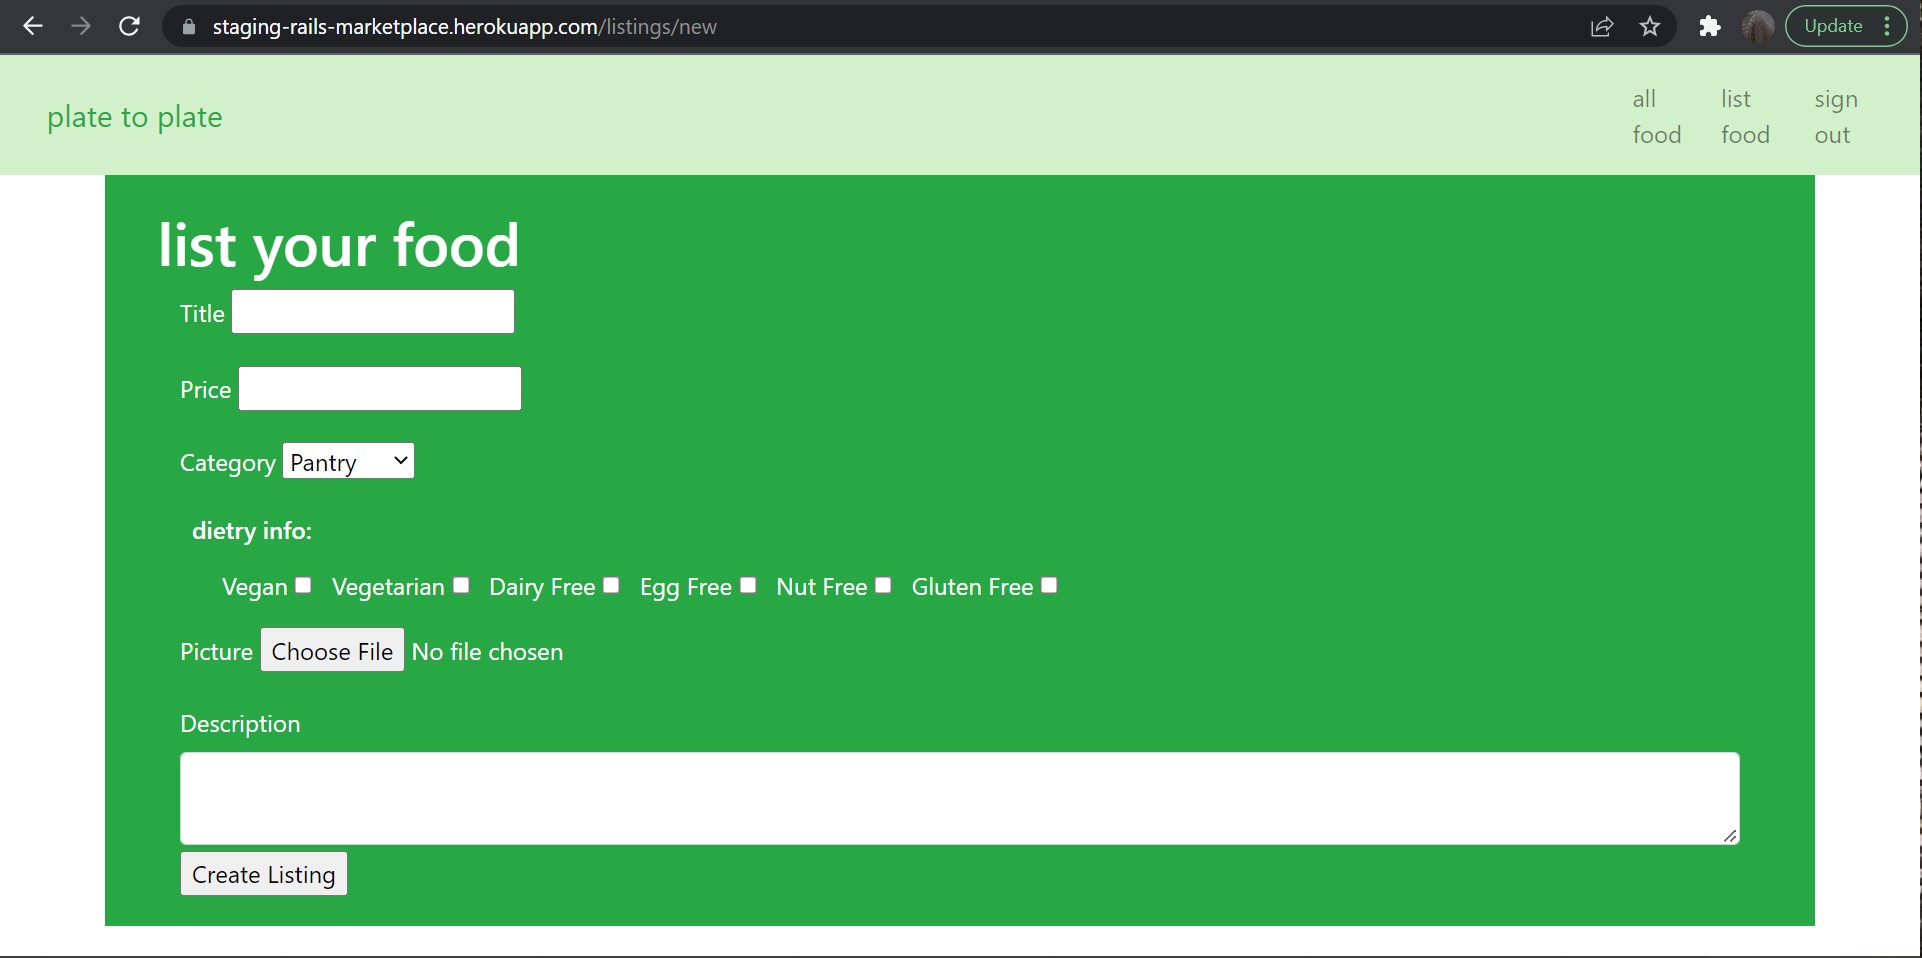 staging-rails-marketplace.herokuapp.com/listings/new
Update
plate to plate
all food
list food
sign out
list your food
Title
Price
Category Pantry
dietry info:
Vegan Vegetarian Dairy Free Egg Free Nut Free Gluten Free
Picture Choose File No file chosen
Description
Create Listing